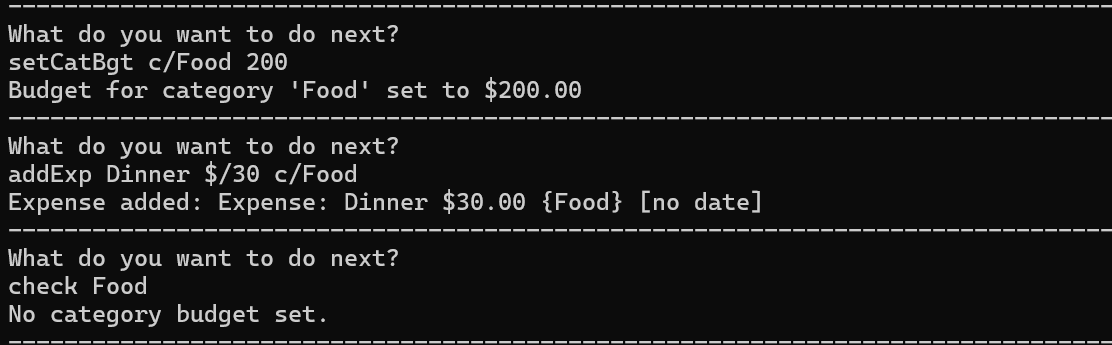 --------------------------------------------------------------------------------
What do you want to do next?
setCatBgt c/Food 200
Budget for category 'Food' set to $200.00
--------------------------------------------------------------------------------
What do you want to do next?
addExp Dinner $/30 c/Food
Expense added: Expense: Dinner $30.00 {Food} [no date]
--------------------------------------------------------------------------------
What do you want to do next?
check Food
No category budget set.
--------------------------------------------------------------------------------